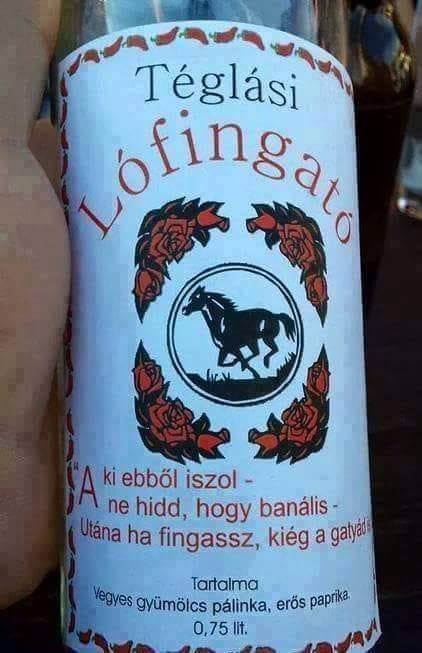 Téglási
Lófingató
"A ki ebből iszol -
ne hidd, hogy banális -
Utána ha fingassz, kiég a gatyád
Tartalma
Vegyes gyümölcs pálinka, erős paprika.
0,75 lit.